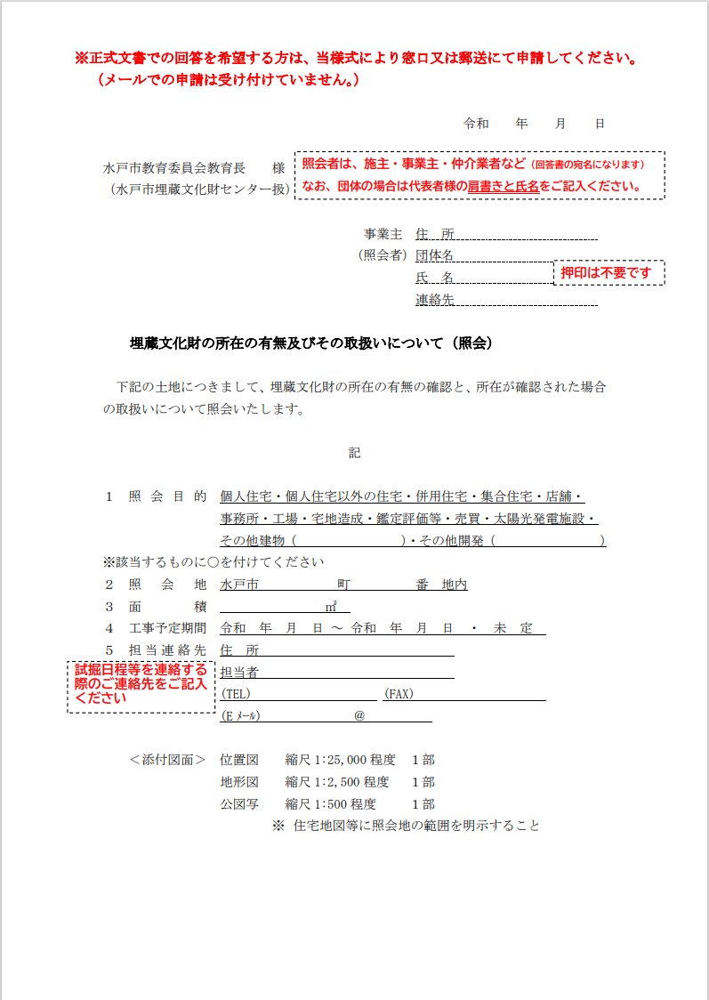 ※正式文書での回答を希望する方は、当様式により窓口又は郵送にて申請してください。
（メールでの申請は受け付けていません。）
令和　　年　　月　　日
水戸市教育委員会教育長　　様
（水戸市埋蔵文化財センター扱）
照会者は、施主・事業主・仲介業者など（回答書の宛名になります）
なお、団体の場合は代表者様の肩書きと氏名をご記入ください。
事業主　住　所
（照会者）団体名
氏　名
押印は不要です
連絡先
埋蔵文化財の所在の有無及びその取扱いについて（照会）
下記の土地につきまして、埋蔵文化財の所在の有無の確認と、所在が確認された場合
の取扱いについて照会いたします。
記
１　照会目的　個人住宅・個人住宅以外の住宅・併用住宅・集合住宅・店舗・
事務所・工場・宅地造成・鑑定評価等・売買・太陽光発電施設・
その他建物（　　　　　　　　）・その他開発（　　　　　　　　）
※該当するものに○を付けてください
２　照　会　地　水戸市　　　　　　町　　　　　番　地内
３　面　　　積　　　　　　　　　㎡
４　工事予定期間　令和　年　月　日　～　令和　年　月　日　・　未　定
５　担当連絡先　住　所
試掘日程等を連絡する
際のご連絡先をご記入
ください
担当者
(TEL)　　　　　　　　　　(FAX)
(Eﾒｰﾙ)　　　　　　　＠
＜添付図面＞　位置図　　縮尺 1:25,000 程度　１部
地形図　　縮尺 1:2,500 程度　１部
公図写　　縮尺 1:500 程度　１部
※　住宅地図等に照会地の範囲を明示すること